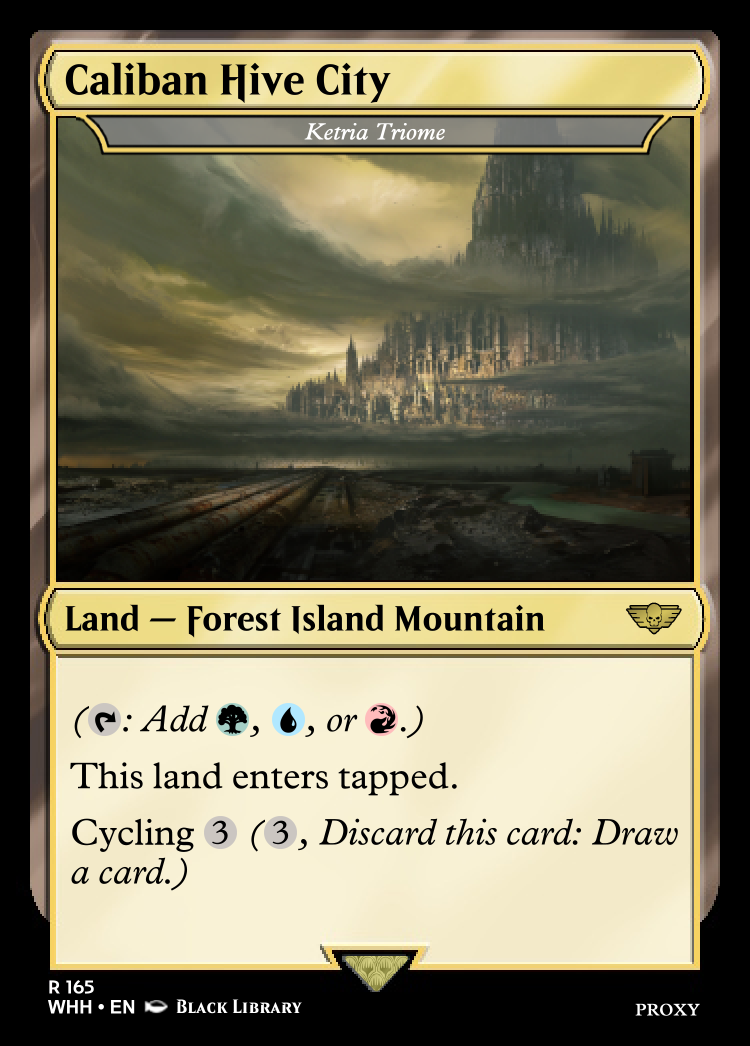 Caliban Hive City
Ketria Triome
Land — Forest Island Mountain
(: Add , , or .)
This land enters tapped.
Cycling 3 (3, Discard this card: Draw
a card.)
R 165
WHH • EN Black Library
PROXY